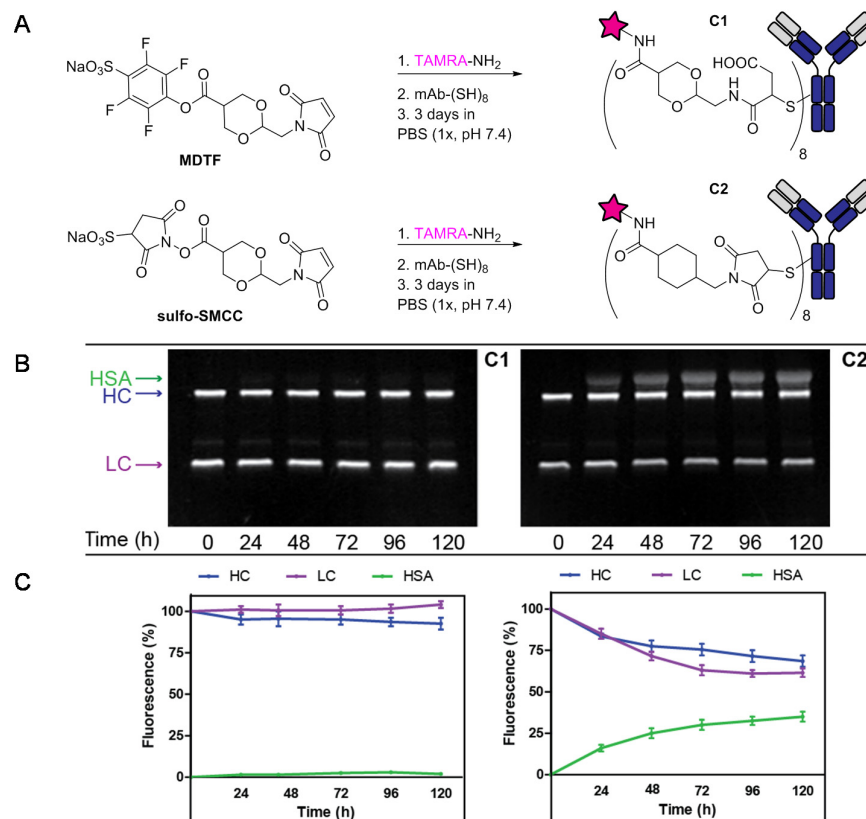 A
F
F
NaO3S
F
F
O
O
O
O
N
O
O
MDTF
1. TAMRA-NH2
2. mAb-(SH)8
3. 3 days in
PBS (1x, pH 7.4)
C1
NH
O
HOOC
O
O
NH
O
S
8
NaO3S
O
N
O
O
O
O
O
N
O
O
sulfo-SMCC
1. TAMRA-NH2
2. mAb-(SH)8
3. 3 days in
PBS (1x, pH 7.4)
C2
NH
O
O
N
O
S
8
B
HSA
HC
LC
C1
C2
Time (h)
0 24 48 72 96 120
0 24 48 72 96 120
C
HC LC HSA
Fluorescence (%)
100
75
50
25
0
24 48 72 96 120
Time (h)
HC LC HSA
Fluorescence (%)
100
75
50
25
0
24 48 72 96 120
Time (h)